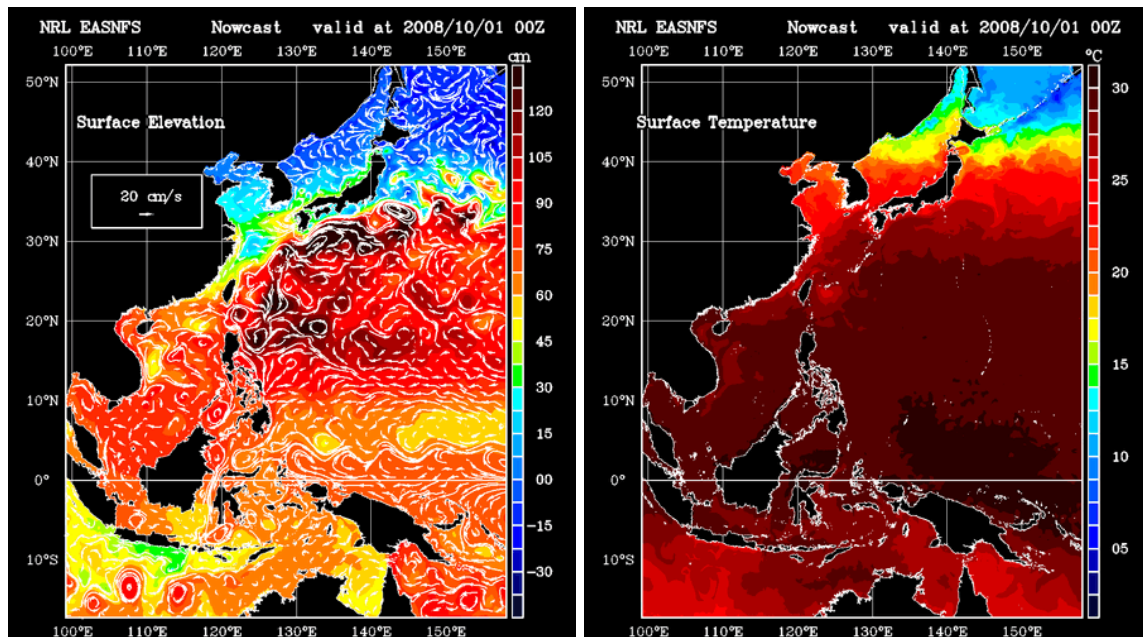 NRL EASNFS Nowcast valid at 2008/10/01 00Z
100°E 110°E 120°E 130°E 140°E 150°E
cm
50°N
40°N
30°N
20°N
10°N
0°
10°S
Surface Elevation
20 cm/s
120
105
90
75
60
45
30
15
00
−15
−30
100°E 110°E 120°E 130°E 140°E 150°E
NRL EASNFS Nowcast valid at 2008/10/01 00Z
100°E 110°E 120°E 130°E 140°E 150°E
°C
50°N
40°N
30°N
20°N
10°N
0°
10°S
Surface Temperature
30
25
20
15
10
05
100°E 110°E 120°E 130°E 140°E 150°E